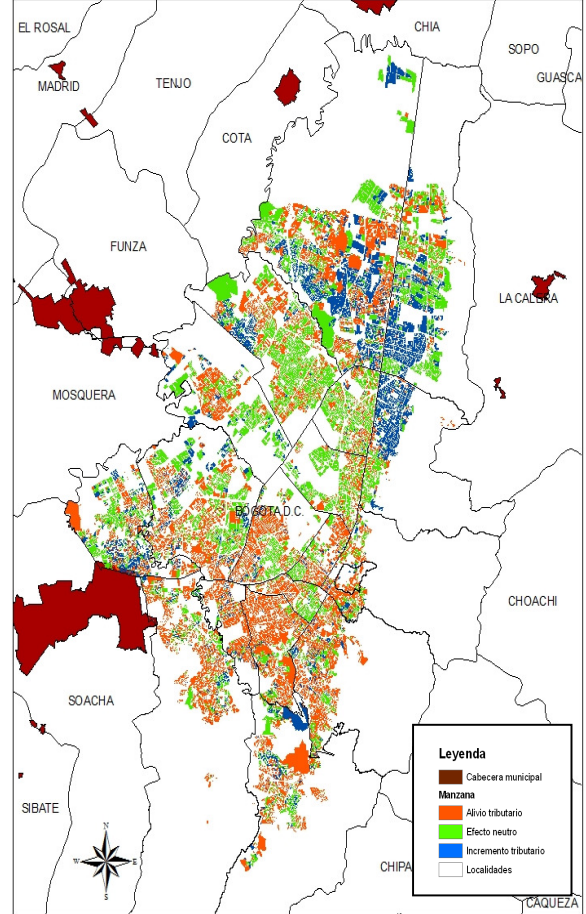 EL ROSAL
CHIA
SOPO
GUASCA
MADRID
TENJO
COTA
FUNZA
LA CALERA
MOSQUERA
BOGOTA D.C.
CHOACHI
SOACHA
SIBATE
N
W
E
S
CHIPA
CAQUEZA
Leyenda
Cabecera municipal
Manzana
Alivio tributario
Efecto neutro
Incremento tributario
Localidades